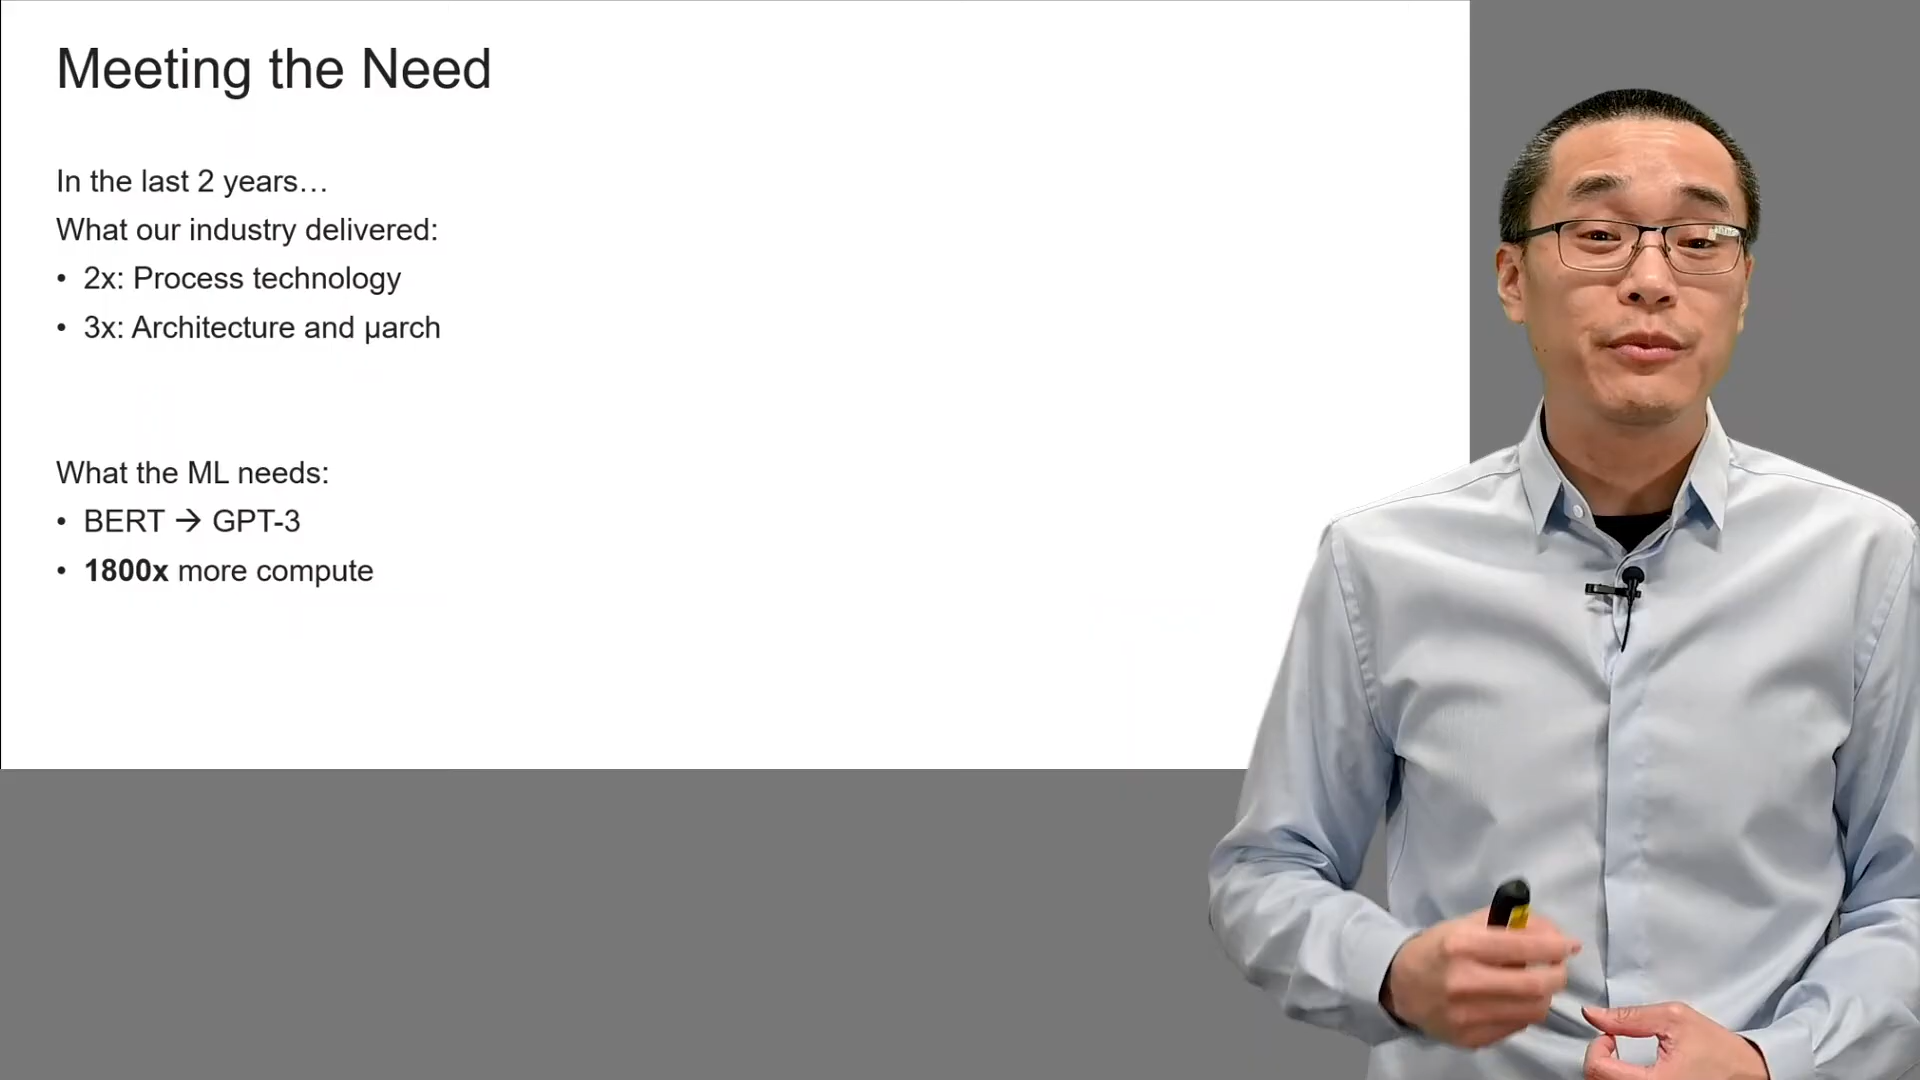 Meeting the Need
In the last 2 years…
What our industry delivered:
• 2x: Process technology
• 3x: Architecture and µarch
What the ML needs:
• BERT → GPT-3
• 1800x more compute